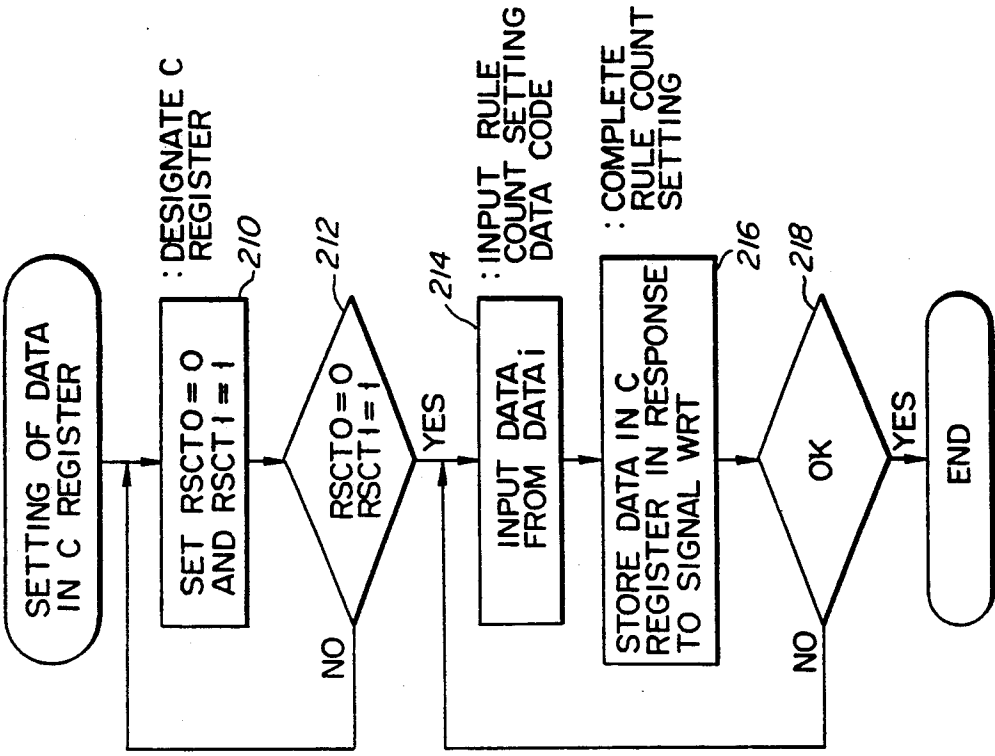 SETTING OF DATA
IN C REGISTER
: DESIGNATE C
REGISTER
SET RSCT0=0
AND RSCT1=1
210
RSCT0=0
RSCT1=1
212
NO
YES
: INPUT RULE
COUNT SETTING
DATA CODE
INPUT DATA
FROM DATAi
214
: COMPLETE
RULE COUNT
SETTING
STORE DATA IN C
REGISTER IN RESPONSE
TO SIGNAL WRT
216
OK
218
NO
YES
END